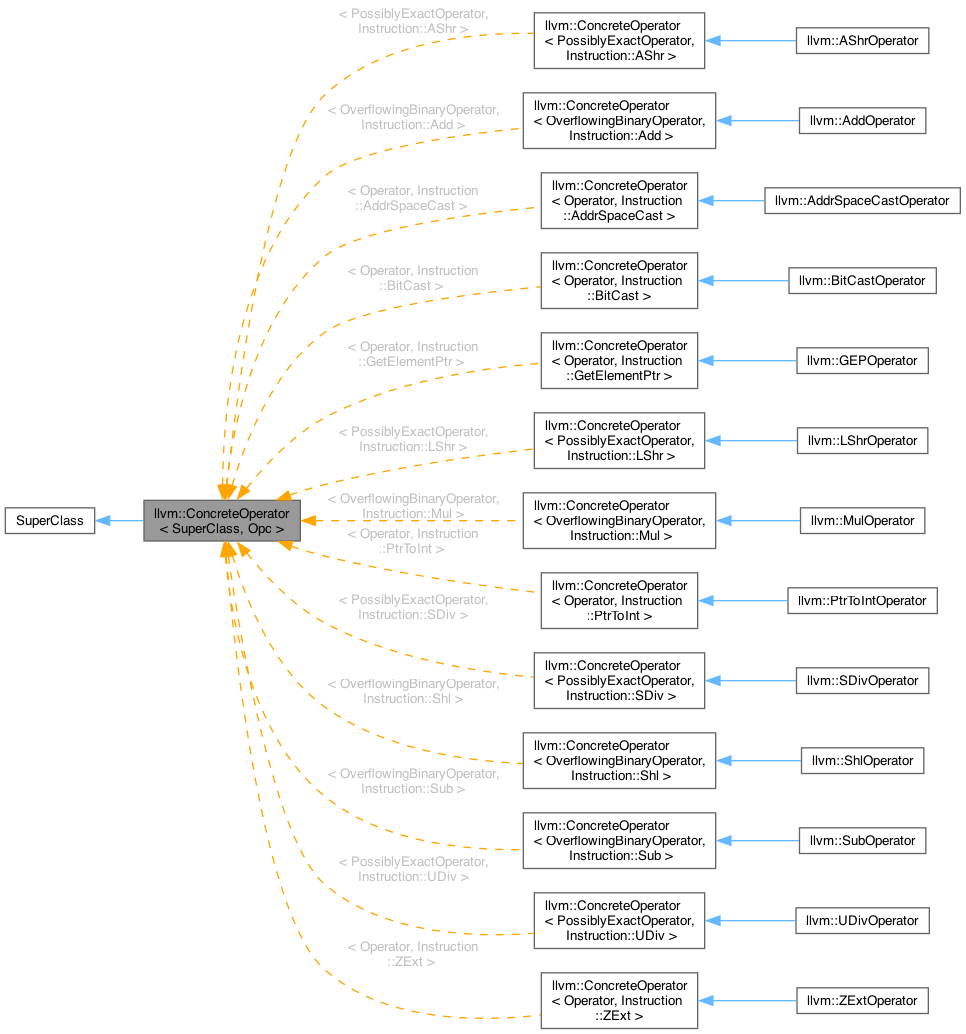 < PossiblyExactOperator,
Instruction::AShr >
llvm::ConcreteOperator
< PossiblyExactOperator,
Instruction::AShr >
llvm::AShrOperator
< OverflowingBinaryOperator,
Instruction::Add >
llvm::ConcreteOperator
< OverflowingBinaryOperator,
Instruction::Add >
llvm::AddOperator
< Operator, Instruction
::AddrSpaceCast >
llvm::ConcreteOperator
< Operator, Instruction
::AddrSpaceCast >
llvm::AddrSpaceCastOperator
< Operator, Instruction
::BitCast >
llvm::ConcreteOperator
< Operator, Instruction
::BitCast >
llvm::BitCastOperator
< Operator, Instruction
::GetElementPtr >
llvm::ConcreteOperator
< Operator, Instruction
::GetElementPtr >
llvm::GEPOperator
< PossiblyExactOperator,
Instruction::LShr >
llvm::ConcreteOperator
< PossiblyExactOperator,
Instruction::LShr >
llvm::LShrOperator
SuperClass
llvm::ConcreteOperator
< SuperClass, Opc >
< OverflowingBinaryOperator,
Instruction::Mul >
llvm::ConcreteOperator
< OverflowingBinaryOperator,
Instruction::Mul >
llvm::MulOperator
< Operator, Instruction
::PtrToInt >
llvm::ConcreteOperator
< Operator, Instruction
::PtrToInt >
llvm::PtrToIntOperator
< PossiblyExactOperator,
Instruction::SDiv >
llvm::ConcreteOperator
< PossiblyExactOperator,
Instruction::SDiv >
llvm::SDivOperator
< OverflowingBinaryOperator,
Instruction::Shl >
llvm::ConcreteOperator
< OverflowingBinaryOperator,
Instruction::Shl >
llvm::ShlOperator
< OverflowingBinaryOperator,
Instruction::Sub >
llvm::ConcreteOperator
< OverflowingBinaryOperator,
Instruction::Sub >
llvm::SubOperator
< PossiblyExactOperator,
Instruction::UDiv >
llvm::ConcreteOperator
< PossiblyExactOperator,
Instruction::UDiv >
llvm::UDivOperator
< Operator, Instruction
::ZExt >
llvm::ConcreteOperator
< Operator, Instruction
::ZExt >
llvm::ZExtOperator